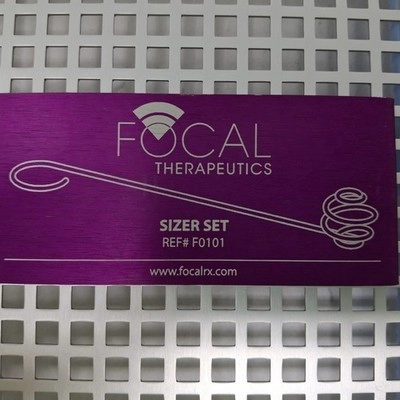 FOCAL
THERAPEUTICS
SIZER SET
REF# F0101
www.focalrx.com